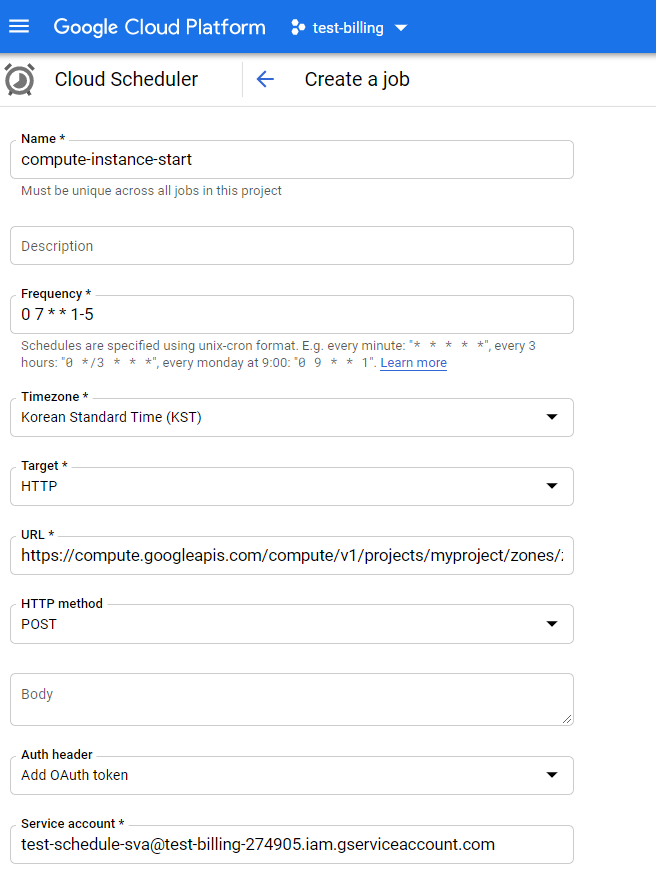 Google Cloud Platform test-billing
Cloud Scheduler Create a job
Name *
compute-instance-start
Must be unique across all jobs in this project
Description
Frequency *
0 7 * * 1-5
Schedules are specified using unix-cron format. E.g. every minute: "* * * * *", every 3
hours: "0 */3 * * *", every monday at 9:00: "0 9 * * 1". Learn more
Timezone *
Korean Standard Time (KST)
Target *
HTTP
URL *
https://compute.googleapis.com/compute/v1/projects/myproject/zones/
HTTP method
POST
Body
Auth header
Add OAuth token
Service account *
test-schedule-sva@test-billing-274905.iam.gserviceaccount.com